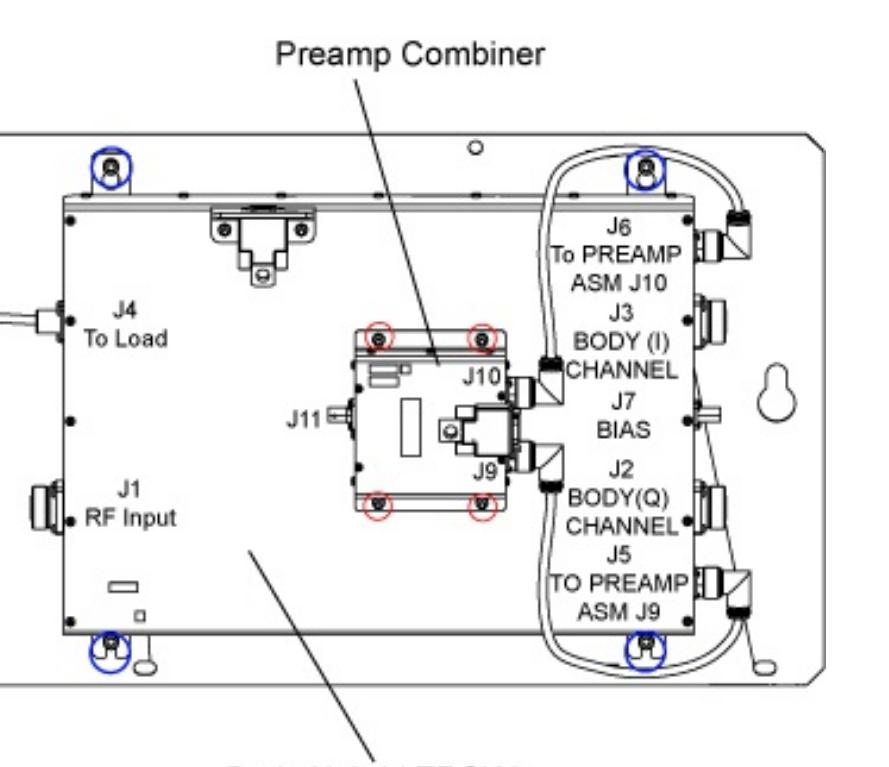 Preamp Combiner
J6
To PREAMP
ASM J10
J4
To Load
J3
BODY (I)
CHANNEL
J10
J11
J7
BIAS
J9
J1
RF Input
J2
BODY(Q)
CHANNEL
J5
TO PREAMP
ASM J9